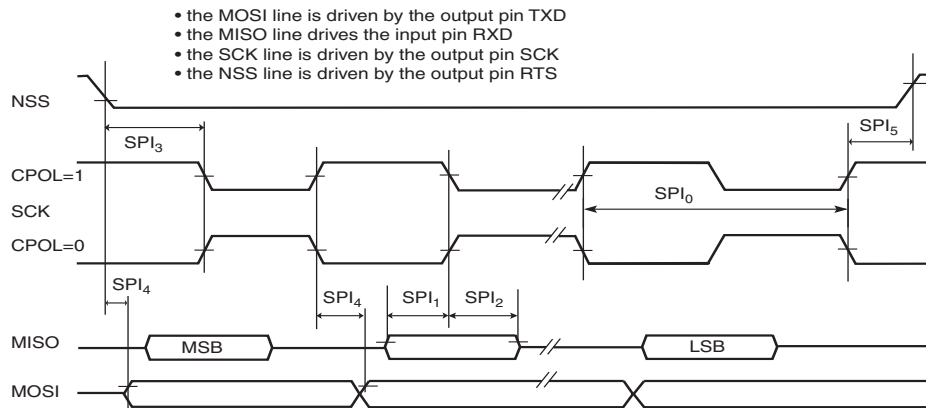 • the MOSI line is driven by the output pin TXD
• the MISO line drives the input pin RXD
• the SCK line is driven by the output pin SCK
• the NSS line is driven by the output pin RTS
NSS
SPI3
SPI5
CPOL=1
SCK
SPI0
CPOL=0
SPI4
SPI4
SPI1
SPI2
MISO
MSB
LSB
MOSI